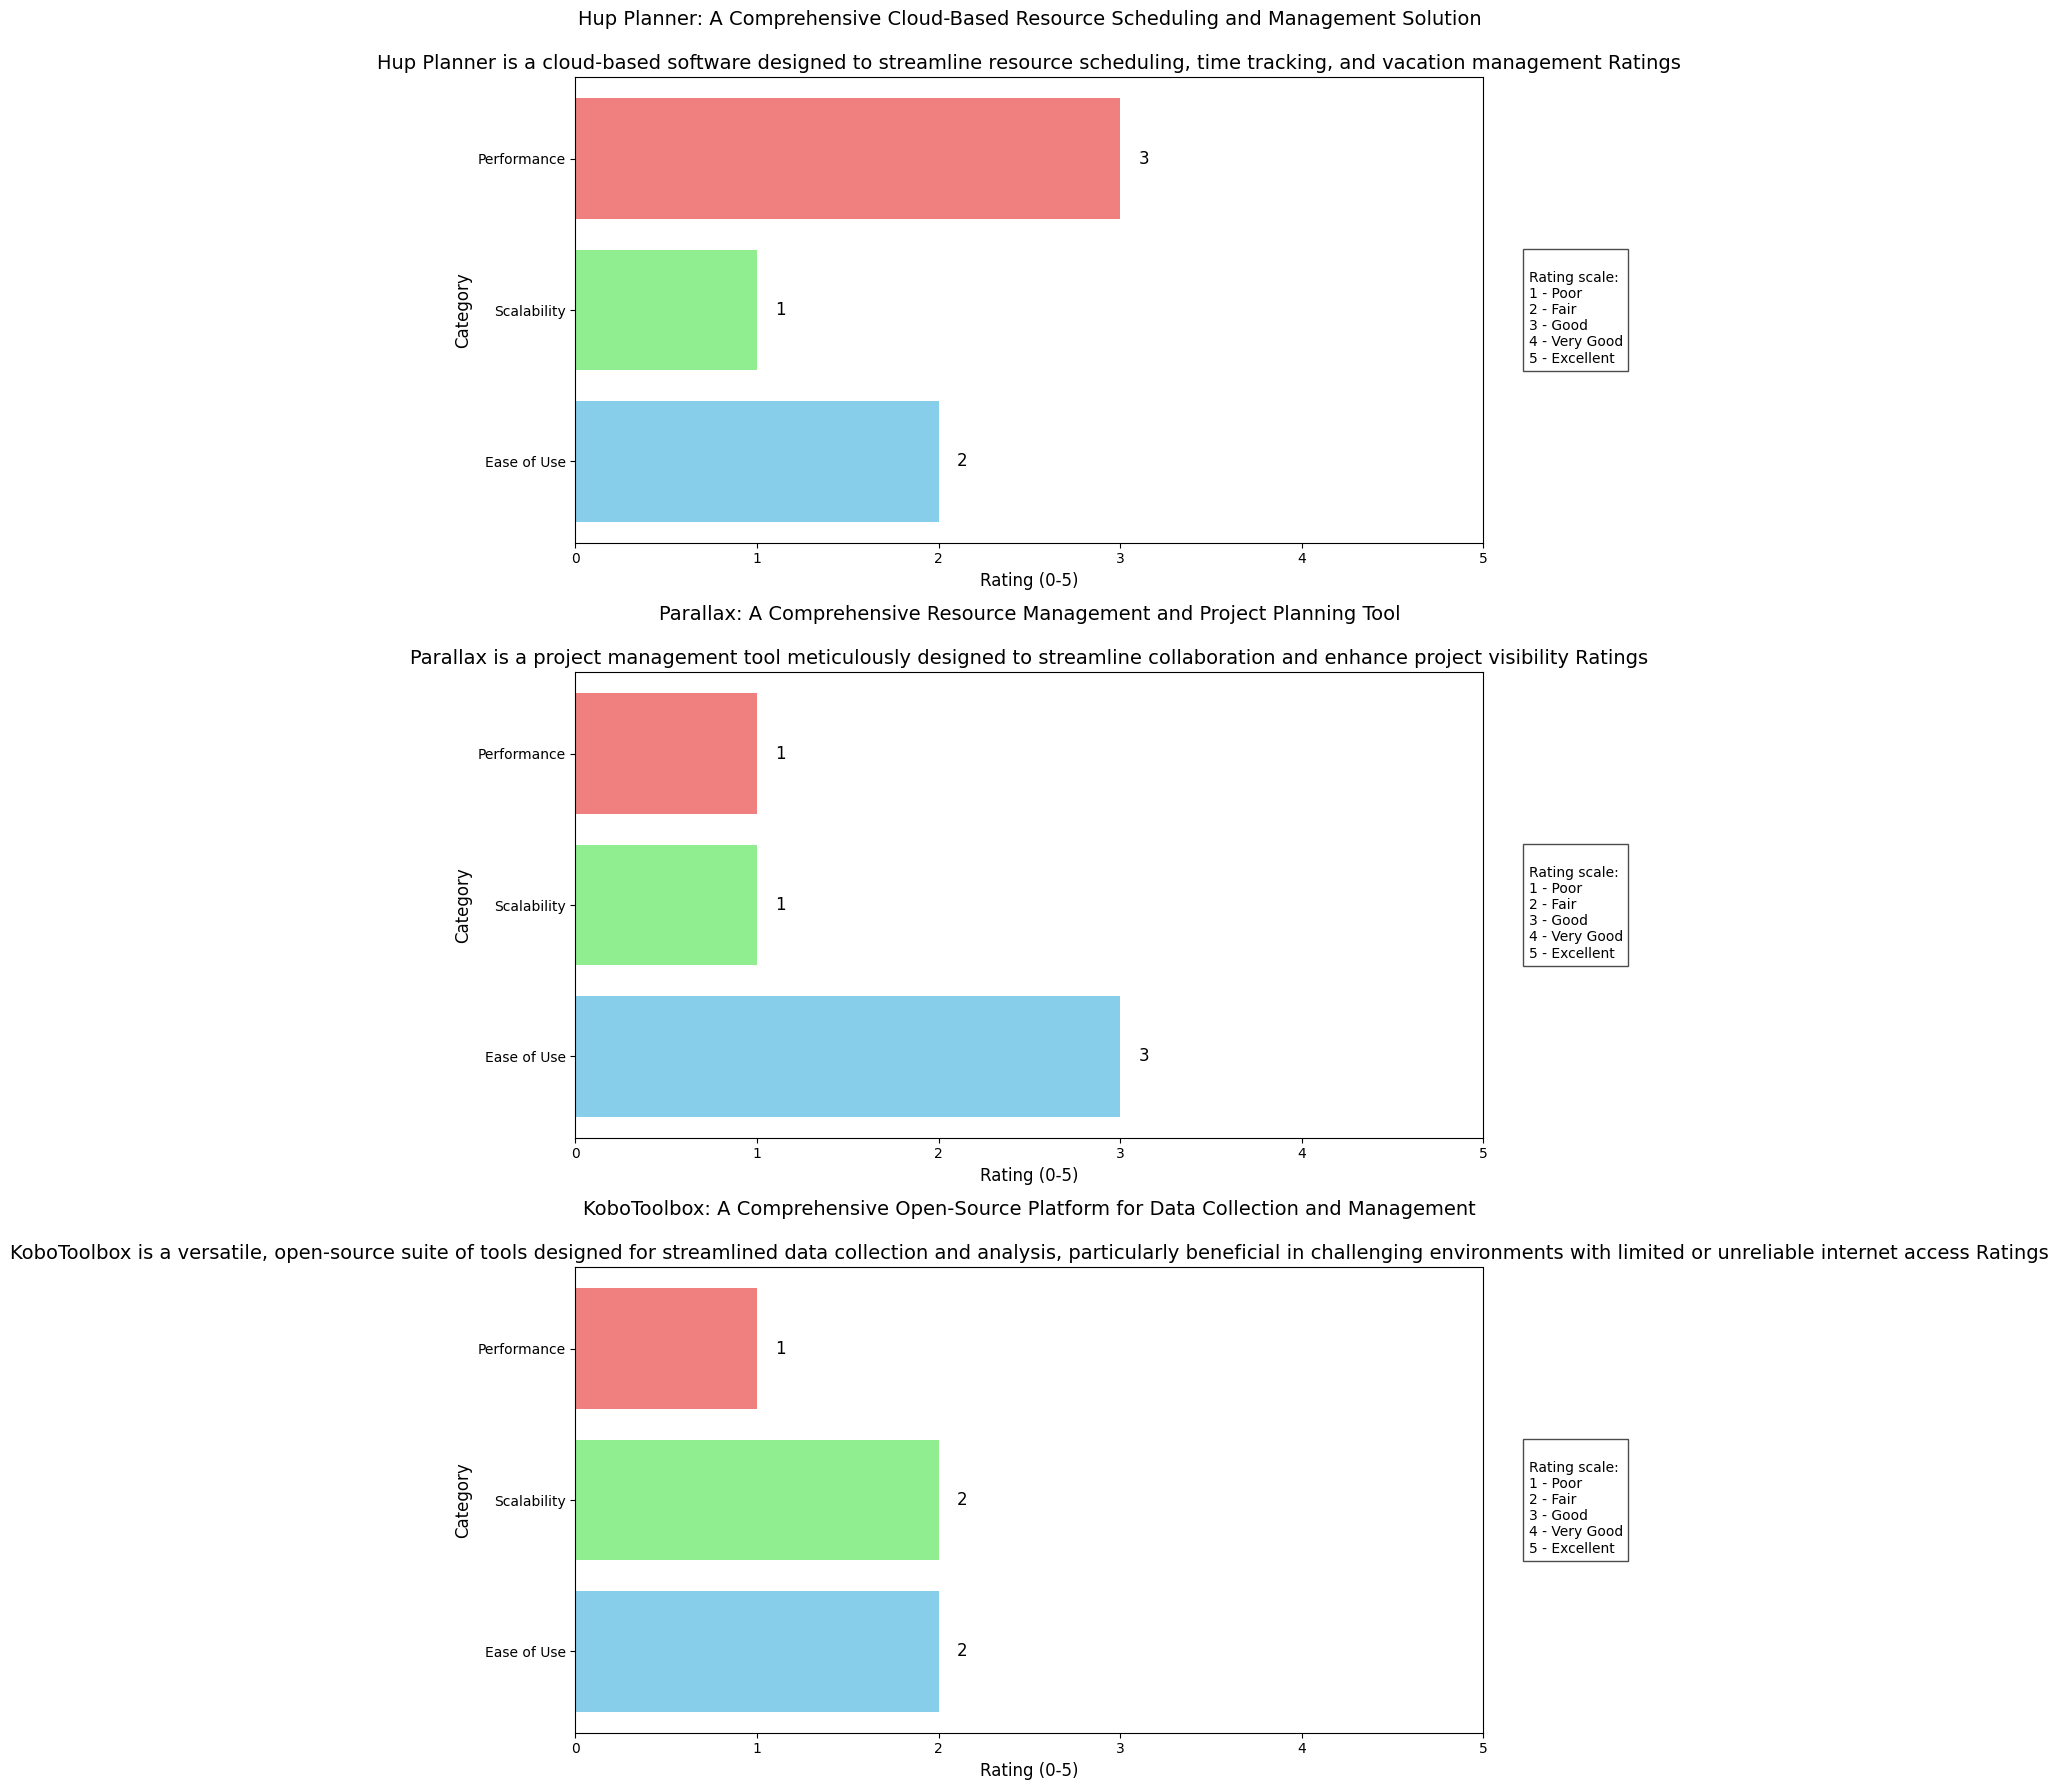 Hup Planner: A Comprehensive Cloud-Based Resource Scheduling and Management Solution
Hup Planner is a cloud-based software designed to streamline resource scheduling, time tracking, and vacation management Ratings
Performance
3
Scalability
1
Ease of Use
2
Category
0 1 2 3 4 5
Rating (0-5)
Rating scale:
1 - Poor
2 - Fair
3 - Good
4 - Very Good
5 - Excellent
Parallax: A Comprehensive Resource Management and Project Planning Tool
Parallax is a project management tool meticulously designed to streamline collaboration and enhance project visibility Ratings
Performance
1
Scalability
1
Ease of Use
3
Category
0 1 2 3 4 5
Rating (0-5)
Rating scale:
1 - Poor
2 - Fair
3 - Good
4 - Very Good
5 - Excellent
KoboToolbox: A Comprehensive Open-Source Platform for Data Collection and Management
KoboToolbox is a versatile, open-source suite of tools designed for streamlined data collection and analysis, particularly beneficial in challenging environments with limited or unreliable internet access Ratings
Performance
1
Scalability
2
Ease of Use
2
Category
0 1 2 3 4 5
Rating (0-5)
Rating scale:
1 - Poor
2 - Fair
3 - Good
4 - Very Good
5 - Excellent